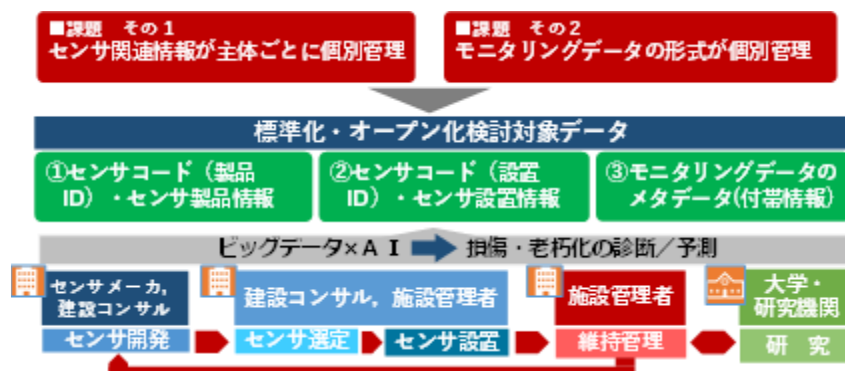 ■課題 その1
センサ関連情報が主体ごとに個別管理
■課題 その2
モニタリングデータの形式が個別管理
標準化・オープン化検討対象データ
①センサコード（製品
ID）・センサ製品情報
②センサコード（設置
ID）・センサ設置情報
③モニタリングデータの
メタデータ(付帯情報)
ビッグデータ×AI
損傷・老朽化の診断／予測
センサメーカ,
建設コンサル
建設コンサル，施設管理者
施設管理者
大学・
研究機関
センサ開発
センサ選定
センサ設置
維持管理
研 究